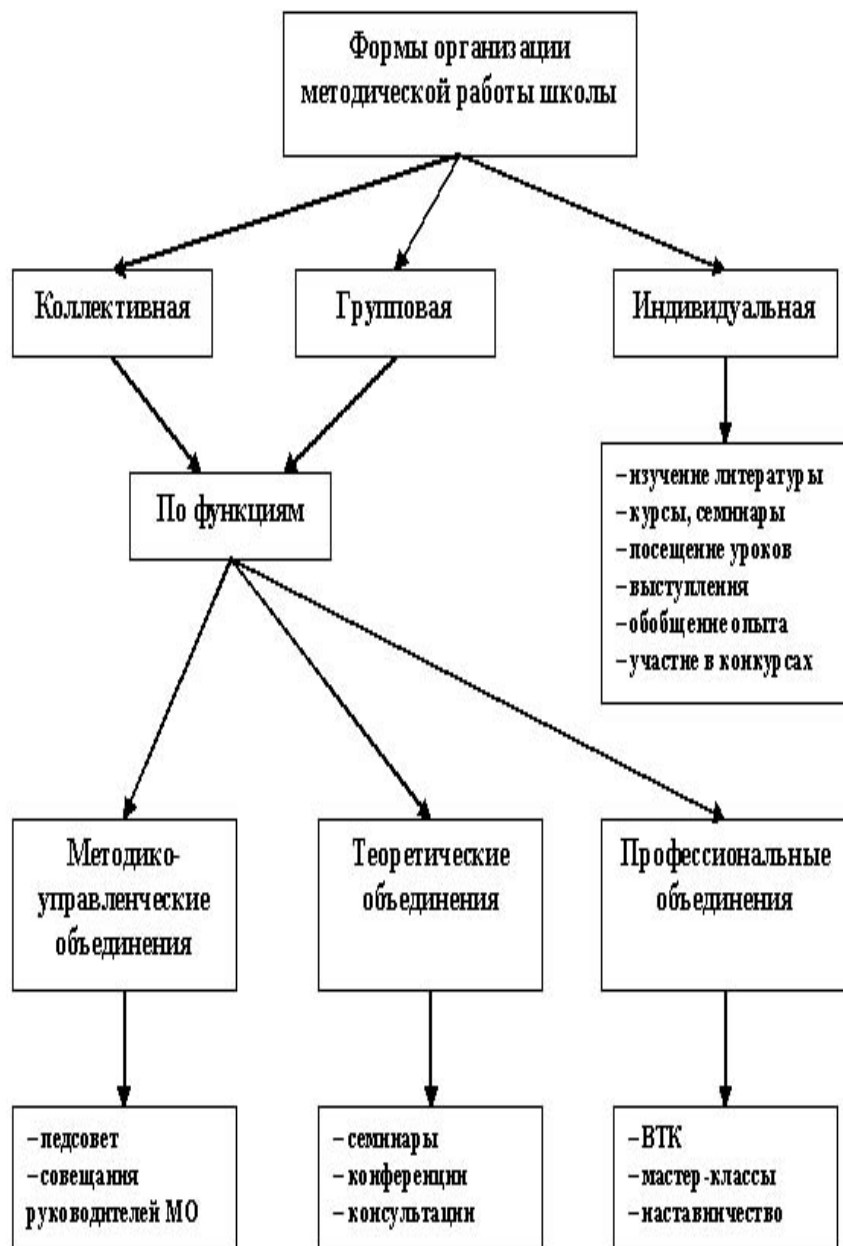 Формы организации
методической работы школы
Коллективная
Групповая
Индивидуальная
По функциям
– изучение литературы
– курсы, семинары
– посещение уроков
– выступления
– обобщение опыта
– участие в конкурсах
Методико-
управленческие
объединения
Теоретические
объединения
Профессиональные
объединения
– педсовет
– совещания
руководителей МО
– семинары
– конференции
– консультации
– ВТК
– мастер-классы
– наставничество